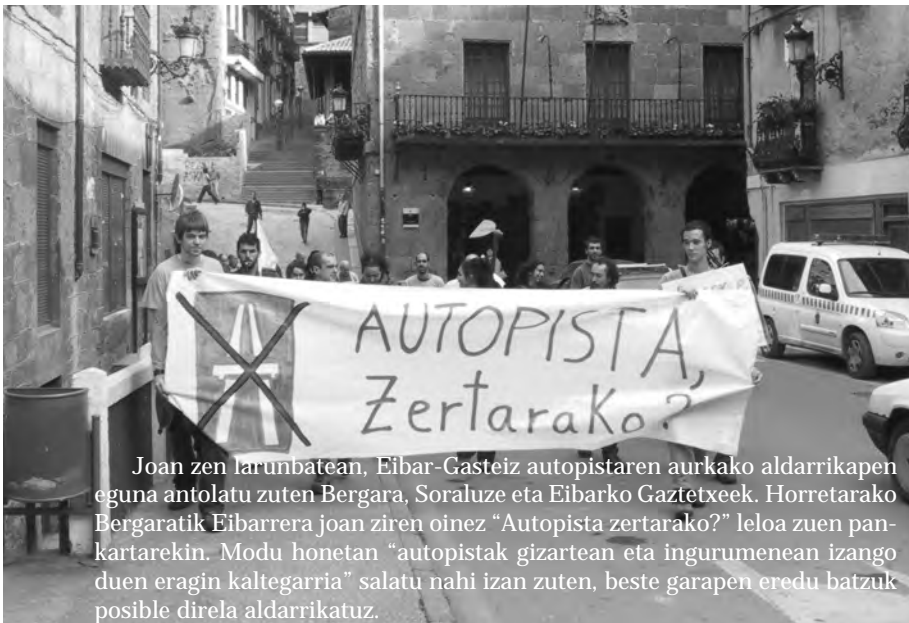 AUTOPISTA,
ZertaraKo?
Joan zen larunbatean, Eibar-Gasteiz autopistaren aurkako aldarrikapen
eguna antolatu zuten Bergara, Soraluze eta Eibarko Gaztetxeek. Horretarako
Bergaratik Eibarrera joan ziren oinez “Autopista zertarako?” leloa zuen pan-
kartarekin. Modu honetan “autopistak gizartean eta ingurumenean izango
duen eragin kaltegarria” salatu nahi izan zuten, beste garapen eredu batzuk
posible direla aldarrikatuz.